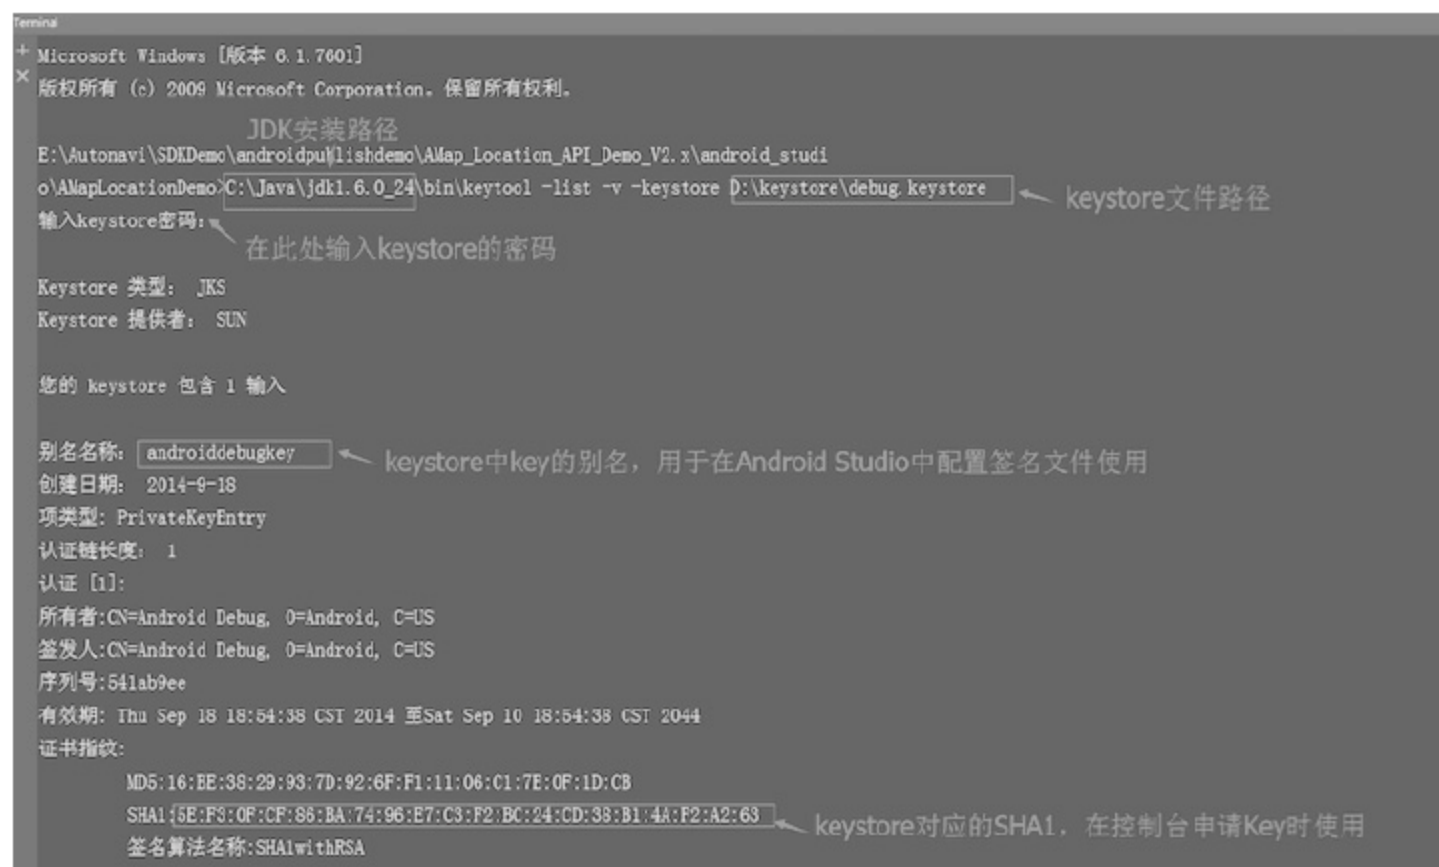 Terminal
+ Microsoft Windows [版本 6.1.7601]
× 版权所有 (c) 2009 Microsoft Corporation。保留所有权利。
JDK安装路径
E:\Autonavi\SDKDemo\androidpu\lishdemo\AMap_Location_API_Demo_V2.x\android_studi
o\AMapLocationDemo>C:\Java\jdk1.6.0_24\bin\keytool -list -v -keystore D:\keystore\debug.keystore
keystore文件路径
输入keystore密码:
在此处输入keystore的密码
Keystore 类型: JKS
Keystore 提供者: SUN
您的 keystore 包含 1 输入
别名名称: androiddebugkey
keystore中key的别名，用于在Android Studio中配置签名文件使用
创建日期: 2014-9-18
项类型: PrivateKeyEntry
认证链长度: 1
认证 [1]:
所有者:CN=Android Debug, O=Android, C=US
签发人:CN=Android Debug, O=Android, C=US
序列号:541ab9ee
有效期: Thu Sep 18 18:54:38 CST 2014 至Sat Sep 10 18:54:38 CST 2044
证书指纹:
MD5:16:BE:38:29:93:7D:92:6F:F1:11:06:C1:7E:0F:1D:CB
SHA1:5E:F3:0F:CF:86:BA:74:96:E7:C3:F2:BC:24:CD:38:B1:4A:F2:A2:63
keystore对应的SHA1，在控制台申请Key时使用
签名算法名称:SHA1withRSA